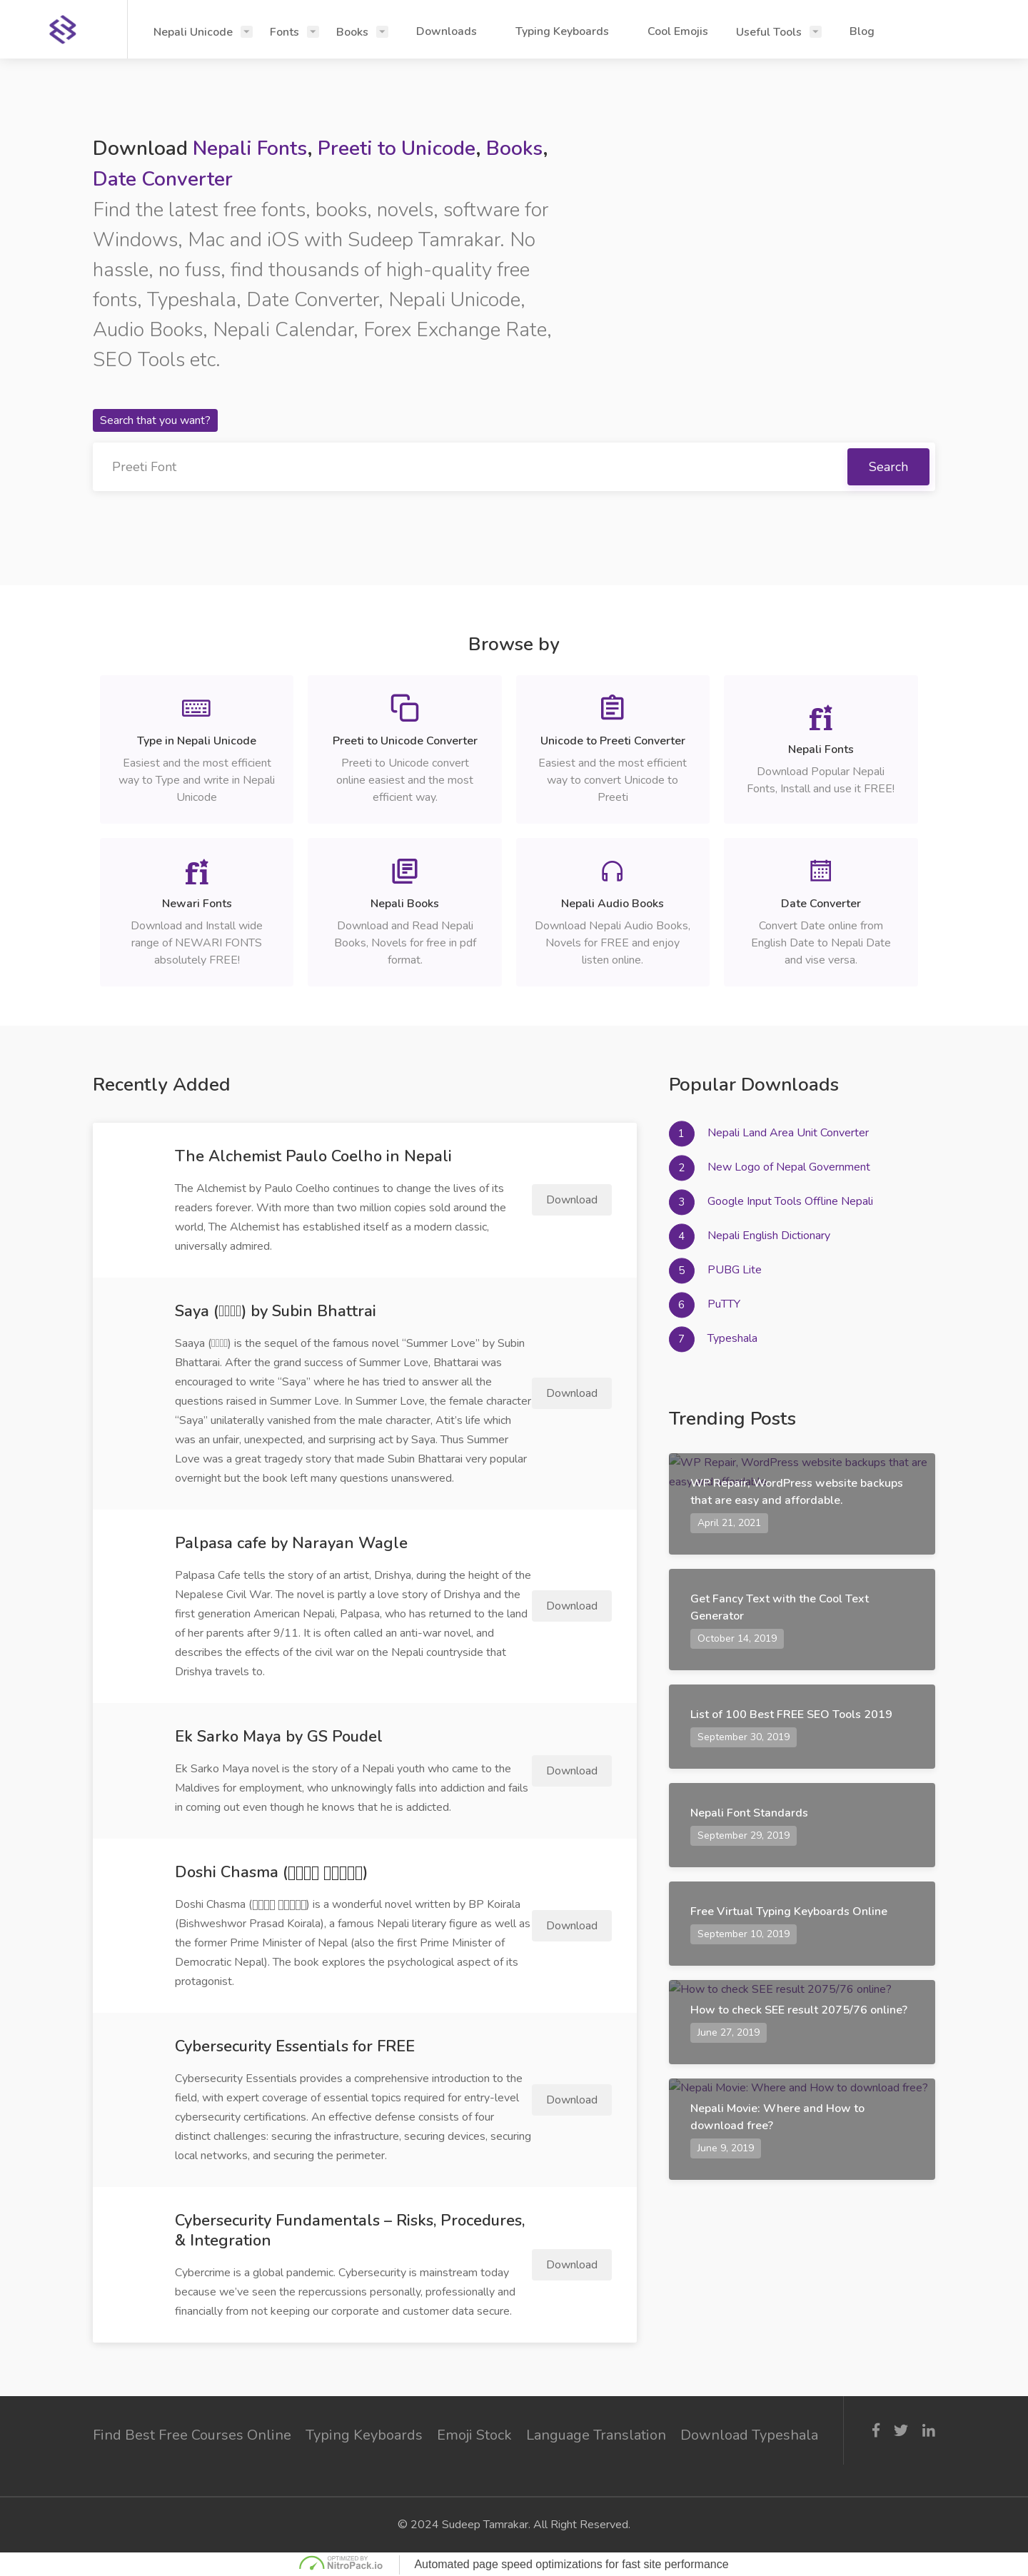 Nepali Unicode Fonts Books Downloads Typing Keyboards Cool Emojis Useful Tools Blog
Download Nepali Fonts, Preeti to Unicode, Books,
Date Converter
Find the latest free fonts, books, novels, software for
Windows, Mac and iOS with Sudeep Tamrakar. No
hassle, no fuss, find thousands of high-quality free
fonts, Typeshala, Date Converter, Nepali Unicode,
Audio Books, Nepali Calendar, Forex Exchange Rate,
SEO Tools etc.
Search that you want?
Preeti Font
Search
Browse by
Type in Nepali Unicode
Easiest and the most efficient
way to Type and write in Nepali
Unicode
Preeti to Unicode Converter
Preeti to Unicode convert
online easiest and the most
efficient way.
Unicode to Preeti Converter
Easiest and the most efficient
way to convert Unicode to
Preeti
Nepali Fonts
Download Popular Nepali
Fonts, Install and use it FREE!
Newari Fonts
Download and Install wide
range of NEWARI FONTS
absolutely FREE!
Nepali Books
Download and Read Nepali
Books, Novels for free in pdf
format.
Nepali Audio Books
Download Nepali Audio Books,
Novels for FREE and enjoy
listen online.
Date Converter
Convert Date online from
English Date to Nepali Date
and vise versa.
Recently Added
The Alchemist Paulo Coelho in Nepali
The Alchemist by Paulo Coelho continues to change the lives of its
readers forever. With more than two million copies sold around the
world, The Alchemist has established itself as a modern classic,
universally admired.
Download
Saya () by Subin Bhattrai
Saaya () is the sequel of the famous novel “Summer Love” by Subin
Bhattarai. After the grand success of Summer Love, Bhattarai was
encouraged to write “Saya” where he has tried to answer all the
questions raised in Summer Love. In Summer Love, the female character
“Saya” unilaterally vanished from the male character, Atit’s life which
was an unfair, unexpected, and surprising act by Saya. Thus Summer
Love was a great tragedy story that made Subin Bhattarai very popular
overnight but the book left many questions unanswered.
Download
Palpasa cafe by Narayan Wagle
Palpasa Cafe tells the story of an artist, Drishya, during the height of the
Nepalese Civil War. The novel is partly a love story of Drishya and the
first generation American Nepali, Palpasa, who has returned to the land
of her parents after 9/11. It is often called an anti-war novel, and
describes the effects of the civil war on the Nepali countryside that
Drishya travels to.
Download
Ek Sarko Maya by GS Poudel
Ek Sarko Maya novel is the story of a Nepali youth who came to the
Maldives for employment, who unknowingly falls into addiction and fails
in coming out even though he knows that he is addicted.
Download
Doshi Chasma ()
Doshi Chasma () is a wonderful novel written by BP Koirala
(Bishweshwor Prasad Koirala), a famous Nepali literary figure as well as
the former Prime Minister of Nepal (also the first Prime Minister of
Democratic Nepal). The book explores the psychological aspect of its
protagonist.
Download
Cybersecurity Essentials for FREE
Cybersecurity Essentials provides a comprehensive introduction to the
field, with expert coverage of essential topics required for entry-level
cybersecurity certifications. An effective defense consists of four
distinct challenges: securing the infrastructure, securing devices, securing
local networks, and securing the perimeter.
Download
Cybersecurity Fundamentals – Risks, Procedures,
& Integration
Cybercrime is a global pandemic. Cybersecurity is mainstream today
because we’ve seen the repercussions personally, professionally and
financially from not keeping our corporate and customer data secure.
Download
Popular Downloads
1 Nepali Land Area Unit Converter
2 New Logo of Nepal Government
3 Google Input Tools Offline Nepali
4 Nepali English Dictionary
5 PUBG Lite
6 PuTTY
7 Typeshala
Trending Posts
WP Repair, WordPress website backups that are
WP Repair, WordPress website backups
that are easy and affordable.
April 21, 2021
Get Fancy Text with the Cool Text
Generator
October 14, 2019
List of 100 Best FREE SEO Tools 2019
September 30, 2019
Nepali Font Standards
September 29, 2019
Free Virtual Typing Keyboards Online
September 10, 2019
How to check SEE result 2075/76 online?
How to check SEE result 2075/76 online?
June 27, 2019
Nepali Movie: Where and How to download free?
Nepali Movie: Where and How to
download free?
June 9, 2019
Find Best Free Courses Online Typing Keyboards Emoji Stock Language Translation Download Typeshala
© 2024 Sudeep Tamrakar. All Right Reserved.
OPTIMIZED BY
NitroPack.io
Automated page speed optimizations for fast site performance